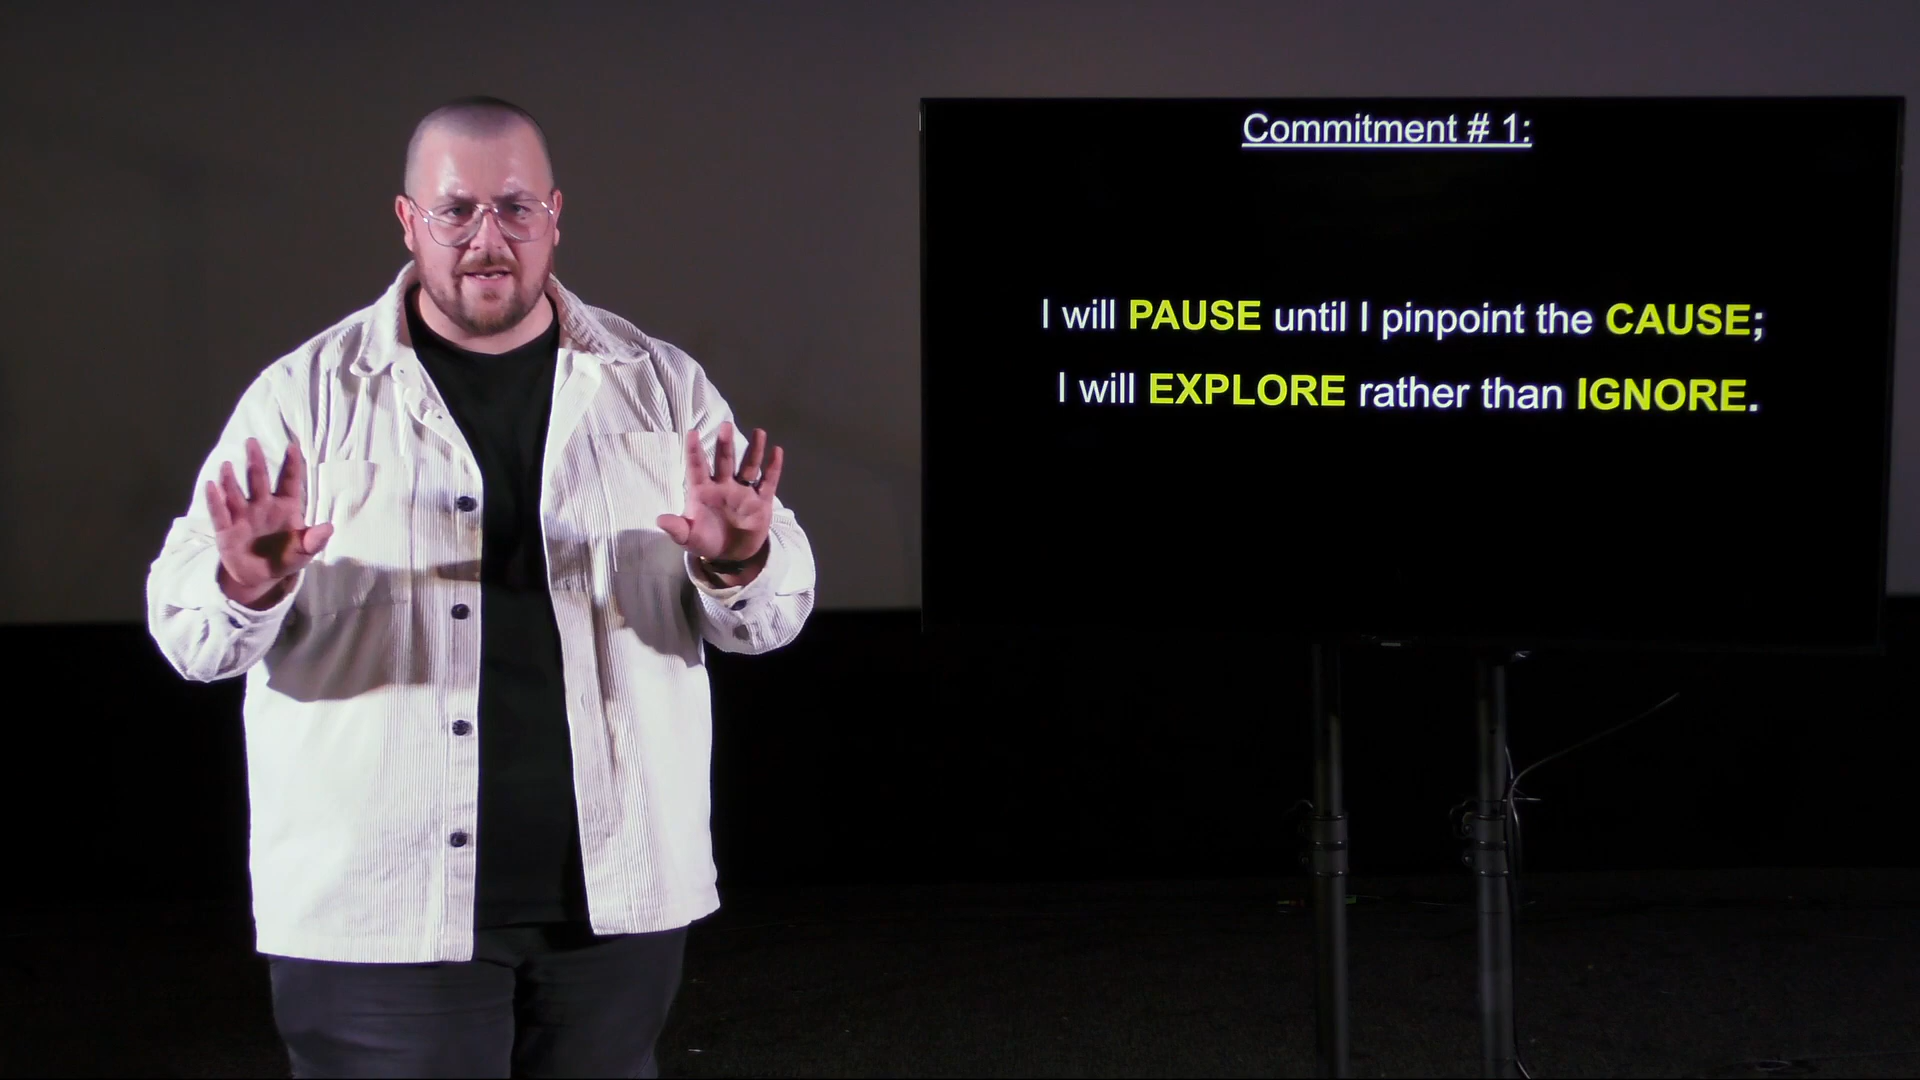 Commitment # 1:
I will PAUSE until I pinpoint the CAUSE;
I will EXPLORE rather than IGNORE.